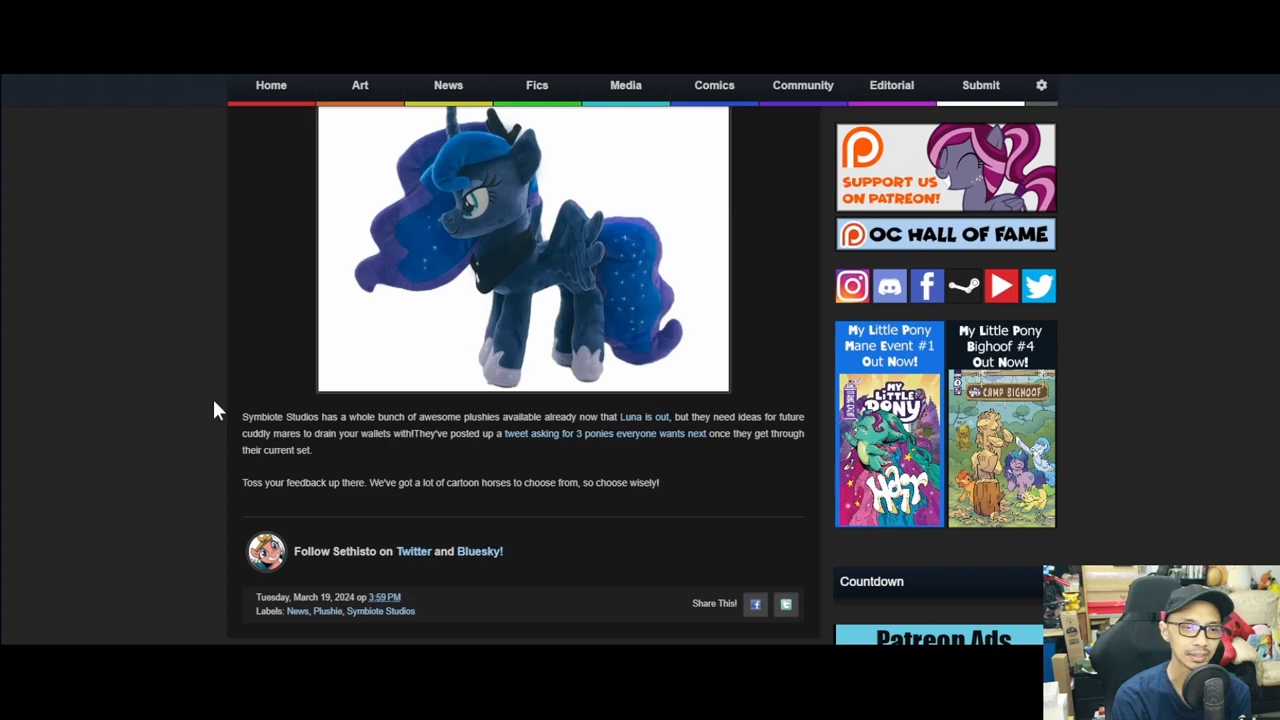 Home Art News Fics Media Comics Community Editorial Submit
SUPPORT US
ON PATREON!
OC HALL OF FAME
My Little Pony
Mane Event #1
Out Now!
My Little Pony
Bighoof #4
Out Now!
MY
LITTLE
PONY
Hair
CAMP BIGHOOF
Symbiote Studios has a whole bunch of awesome plushies available already now that Luna is out, but they need ideas for future
cuddly mares to drain your wallets with!They've posted up a tweet asking for 3 ponies everyone wants next once they get through
their current set.
Toss your feedback up there. We've got a lot of cartoon horses to choose from, so choose wisely!
Follow Sethisto on Twitter and Bluesky!
Tuesday, March 19, 2024 op 3:59 PM
Labels: News, Plushie, Symbiote Studios
Share This!
Countdown
Patreon Ads